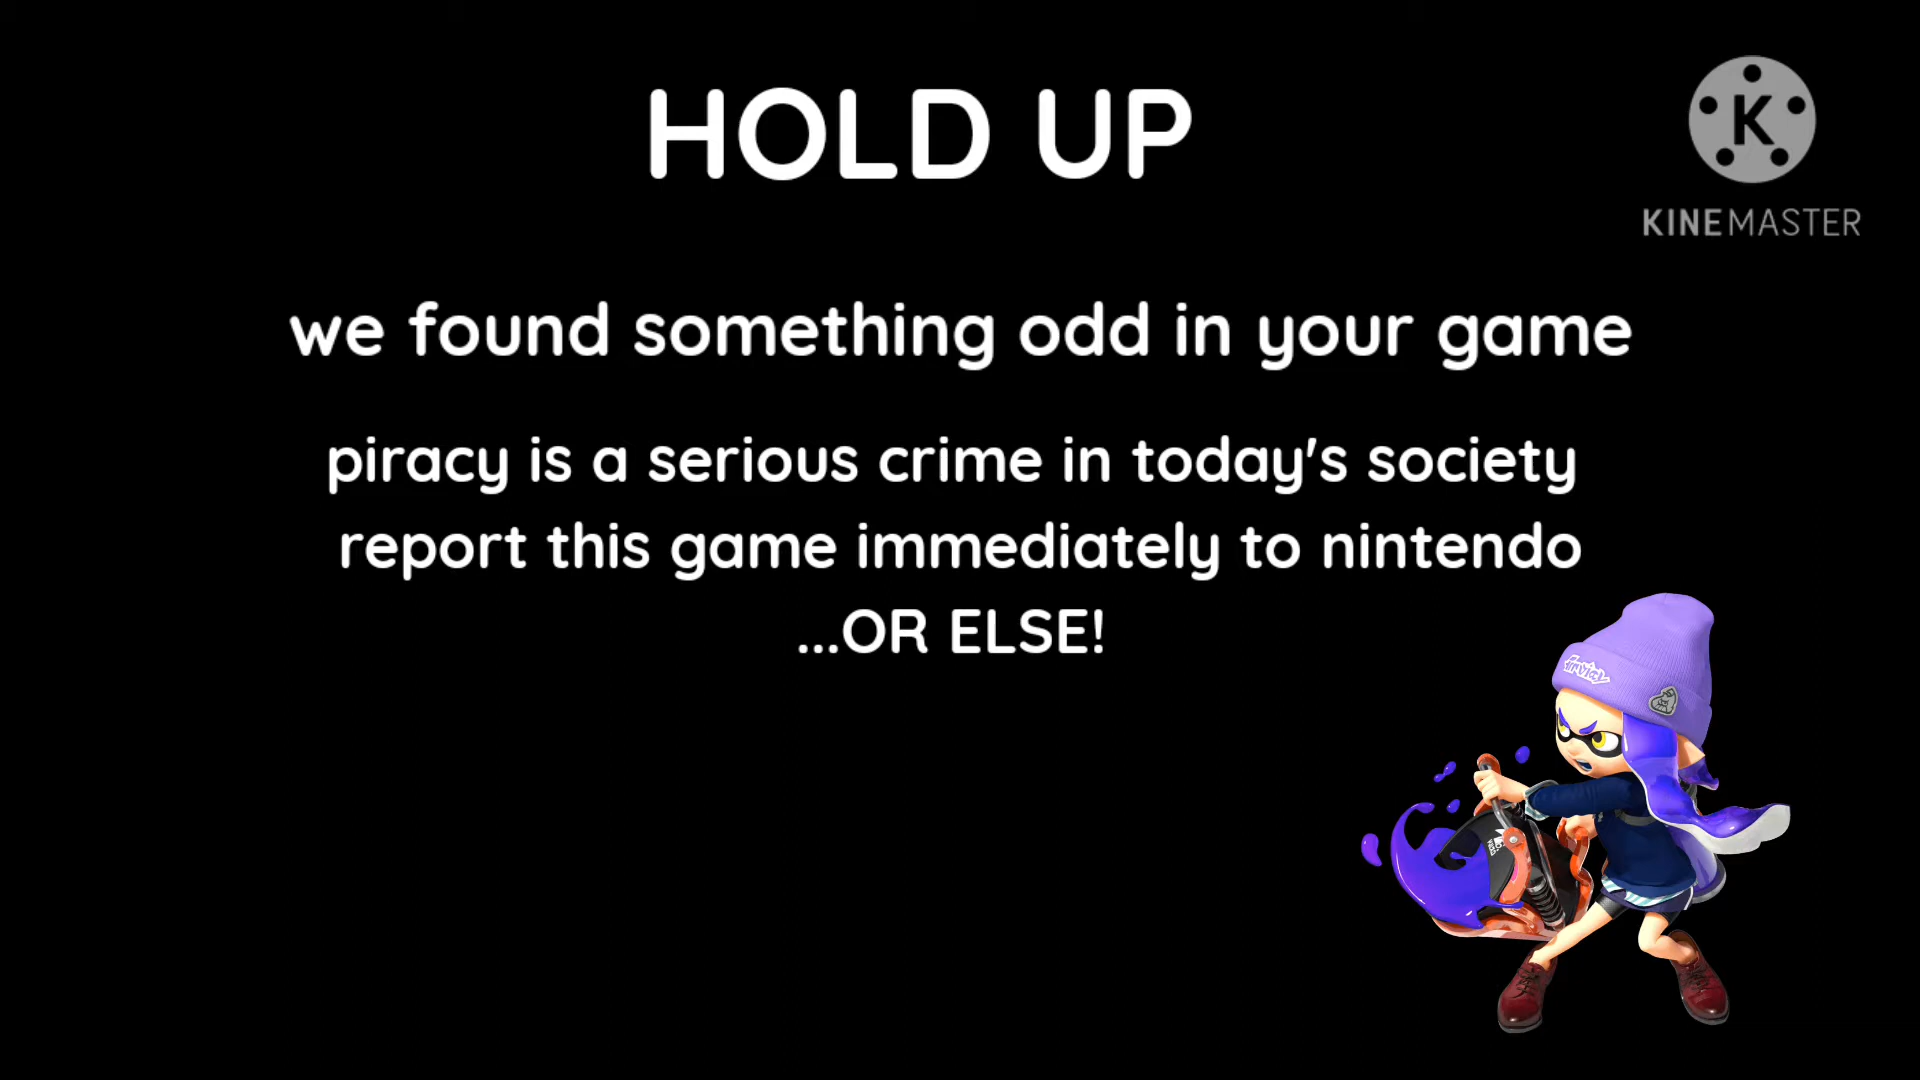 HOLD UP
K
KINEMASTER
we found something odd in your game
piracy is a serious crime in today's society
report this game immediately to nintendo
...OR ELSE!